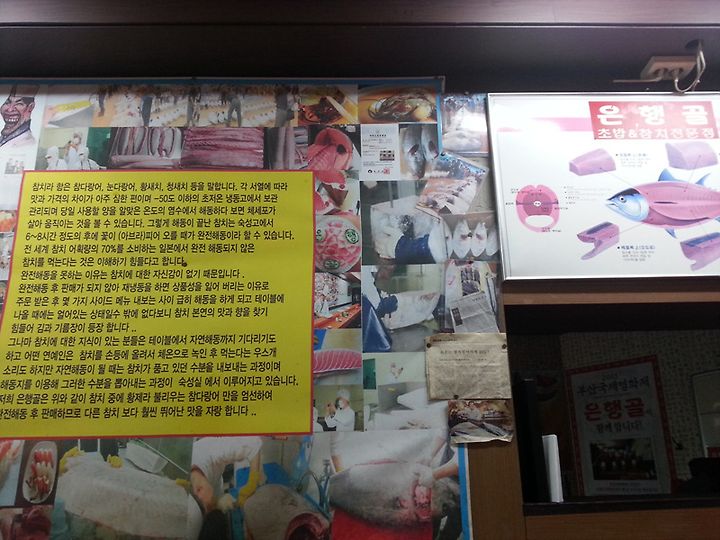 참치라 함은 참다랑어, 눈다랑어, 황새치, 청새치 등을 말합니다. 각 서열에 따라
맛과 가격의 차이가 아주 심한 편이며 –50도 이하의 초저온 냉동고에서 보관
관리되며 당일 사용할 양을 알맞은 온도의 염수에서 해동하다 보면 체세포가
살아 움직이는 것을 볼 수 있습니다. 그렇게 해동이 끝난 참치는 숙성고에서
6~8시간 정도의 후에 꽃이 (아브라)피어 오를 때가 완전해동이라 할 수 있습니다.
전 세계 참치 어획량의 70%를 소비하는 일본에서 완전 해동되지 않은
참치를 먹는다는 것은 이해하기 힘들다고 합니다.
완전해동을 못하는 이유는 참치에 대한 자신감이 없기 때문입니다 .
완전해동 후 판매가 되지 않아 재냉동을 하면 상품성을 잃어 버리는 이유로
주문 받은 후 몇 가지 사이드 메뉴 내보는 사이 급히 해동을 하게 되고 테이블에
나올 때에는 얼어있는 상태일수 밖에 없다보니 참치 본연의 맛과 향을 찾기
힘들어 김과 기름장이 등장 합니다 ..
그나마 참치에 대한 지식이 있는 분들은 테이블에서 자연해동까지 기다리기도
하고 어떤 연예인은 참치를 손등에 올려서 체온으로 녹인 후 먹는다는 우스개
소리도 하지만 자연해동이 될 때는 참치가 품고 있던 수분을 내보내는 과정이며
해동지를 이용해 그러한 수분을 뽑아내는 과정이 숙성실 에서 이루어지고 있습니다.
저희 은행골은 위와 같이 참치 중에 황제라 불리우는 참다랑어 만을 엄선하여
완전해동 후 판매하므로 다른 참치 보다 훨씬 뛰어난 맛을 자랑 합니다 ..
은행골
초밥&참치전문점
부산국제영화제
은행골이
함께 합니다!